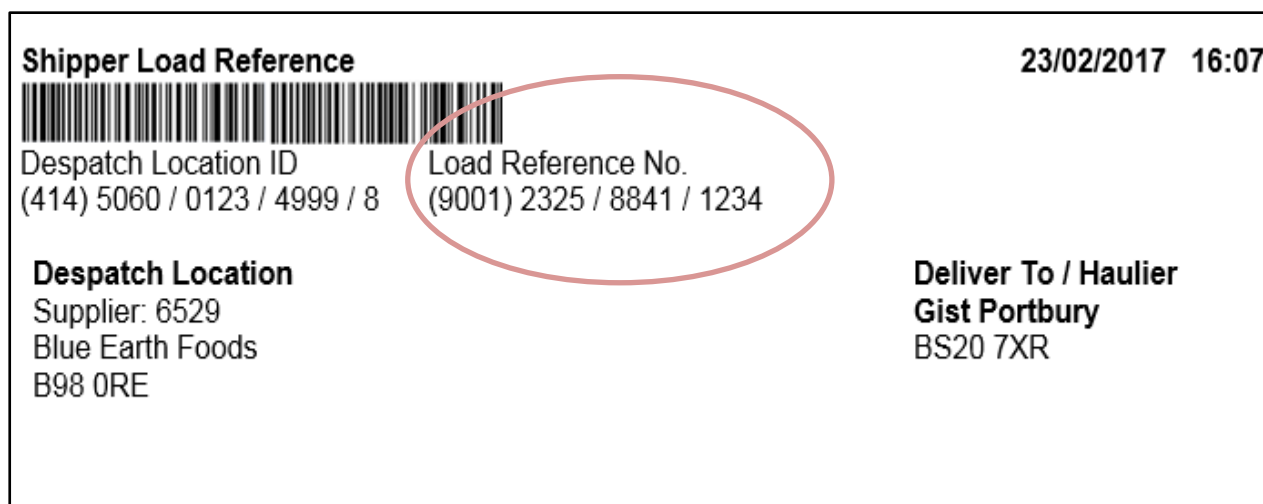 Shipper Load Reference
23/02/2017 16:07
Despatch Location ID
(414) 5060 / 0123 / 4999 / 8
Load Reference No.
(9001) 2325 / 8841 / 1234
Despatch Location
Supplier: 6529
Blue Earth Foods
B98 0RE
Deliver To / Haulier
Gist Portbury
BS20 7XR